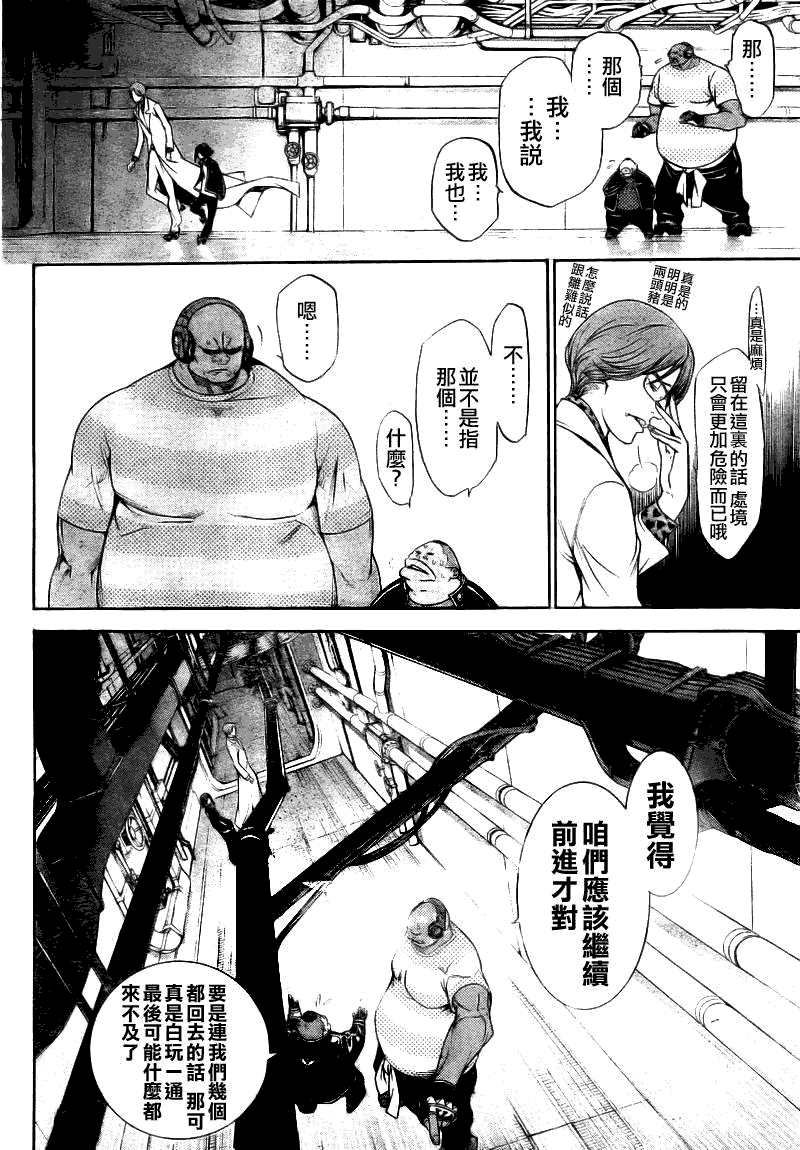 那……
那個
……
我…
…我説
我…
我也…
…真是麻煩
留在這裏的話 處境
只會更加危險而已哦
真是的
明明是
兩頭豬
怎麼説話
跟雛雞似的
不……
並不是指
那個……
什麼?
嗯……
我覺得
咱們應該繼續
前進才對
要是連我們幾個
都回去的話 那可
真是白玩一通
最後可能什麼都
來不及了